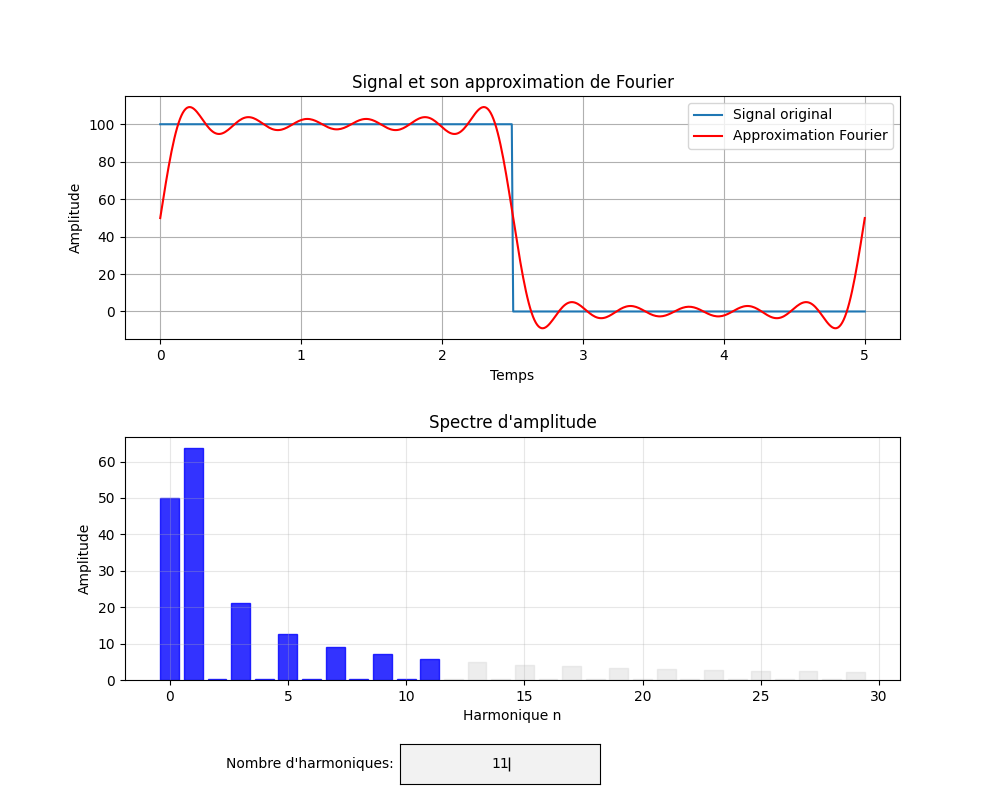 Signal et son approximation de Fourier
Signal original
Approximation Fourier
Amplitude
100
80
60
40
20
0
0 1 2 3 4 5
Temps
Spectre d'amplitude
Amplitude
60
50
40
30
20
10
0
0 5 10 15 20 25 30
Harmonique n
Nombre d'harmoniques: 11